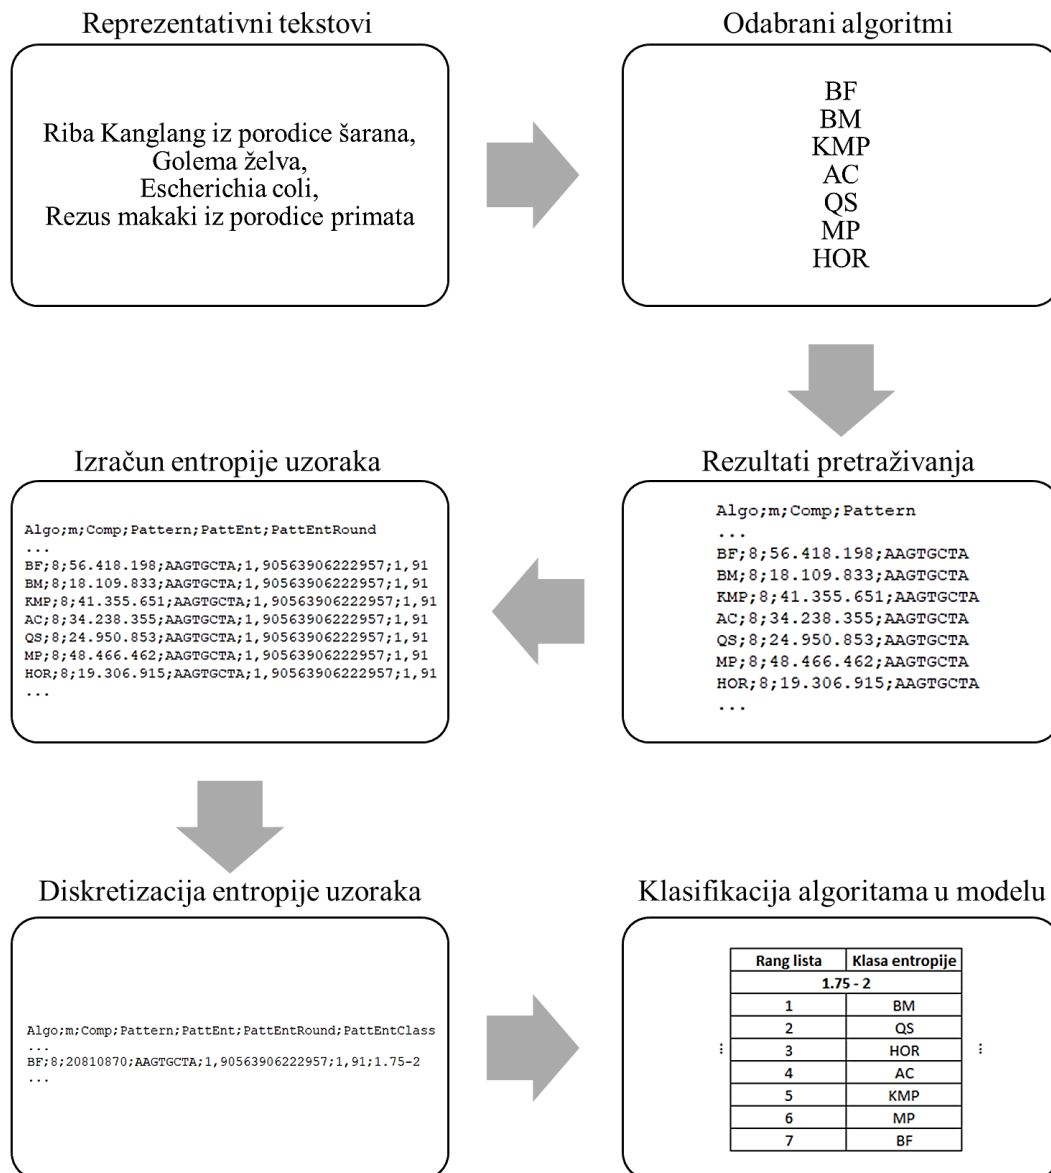 Reprezentativni tekstovi
Riba Kanglang iz porodice šarana,
Golema želva,
Escherichia coli,
Rezus makaki iz porodice primata
Odabrani algoritmi
BF
BM
KMP
AC
QS
MP
HOR
Rezultati pretraživanja
Algo;m;Comp;Pattern
...
BF;8;56.418.198;AAGTGCTA
BM;8;18.109.833;AAGTGCTA
KMP;8;41.355.651;AAGTGCTA
AC;8;34.238.355;AAGTGCTA
QS;8;24.950.853;AAGTGCTA
MP;8;48.466.462;AAGTGCTA
HOR;8;19.306.915;AAGTGCTA
...
Izračun entropije uzoraka
Algo;m;Comp;Pattern;PattEnt;PattEntRound
...
BF;8;56.418.198;AAGTGCTA;1,90563906222957;1,91
BM;8;18.109.833;AAGTGCTA;1,90563906222957;1,91
KMP;8;41.355.651;AAGTGCTA;1,90563906222957;1,91
AC;8;34.238.355;AAGTGCTA;1,90563906222957;1,91
QS;8;24.950.853;AAGTGCTA;1,90563906222957;1,91
MP;8;48.466.462;AAGTGCTA;1,90563906222957;1,91
HOR;8;19.306.915;AAGTGCTA;1,90563906222957;1,91
...
Diskretizacija entropije uzoraka
Algo;m;Comp;Pattern;PattEnt;PattEntRound;PattEntClass
...
BF;8;20810870;AAGTGCTA;1,90563906222957;1,91;1.75-2
...
Klasifikacija algoritama u modelu
Rang lista Klasa entropije
1.75 - 2
1 BM
2 QS
⋮ 3 HOR ⋮
4 AC
5 KMP
6 MP
7 BF